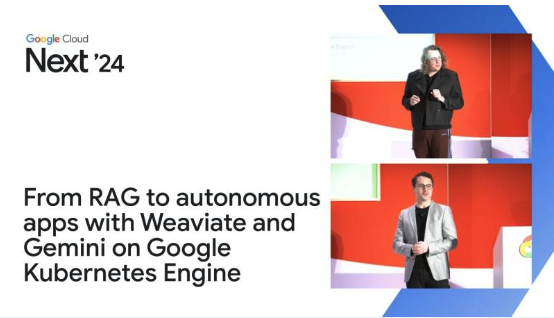 Google Cloud
Next ’24
From RAG to autonomous
apps with Weaviate and
Gemini on Google
Kubernetes Engine